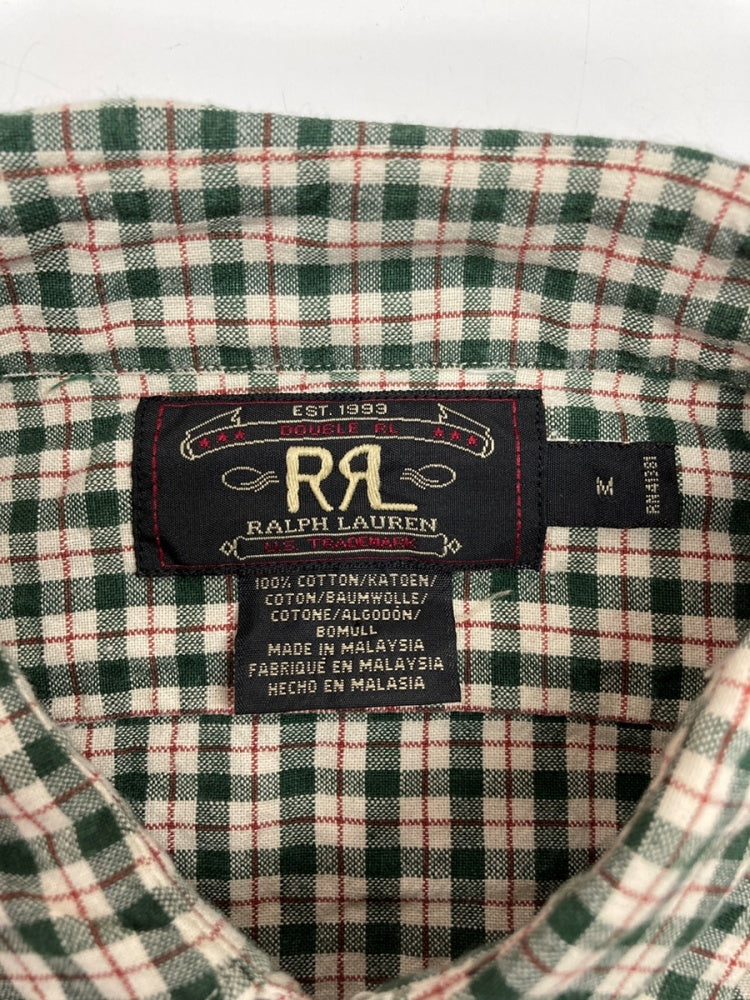 EST. 1993
DOUBLE RL
RRL
RALPH LAUREN
U.S. TRADEMARK
M
RN41381
100% COTTON/KATOEN/
COTON/BAUMWOLLE/
COTONE/ALGODÓN/
BOMULL
MADE IN MALAYSIA
FABRIQUÉ EN MALAYSIA
HECHO EN MALASIA